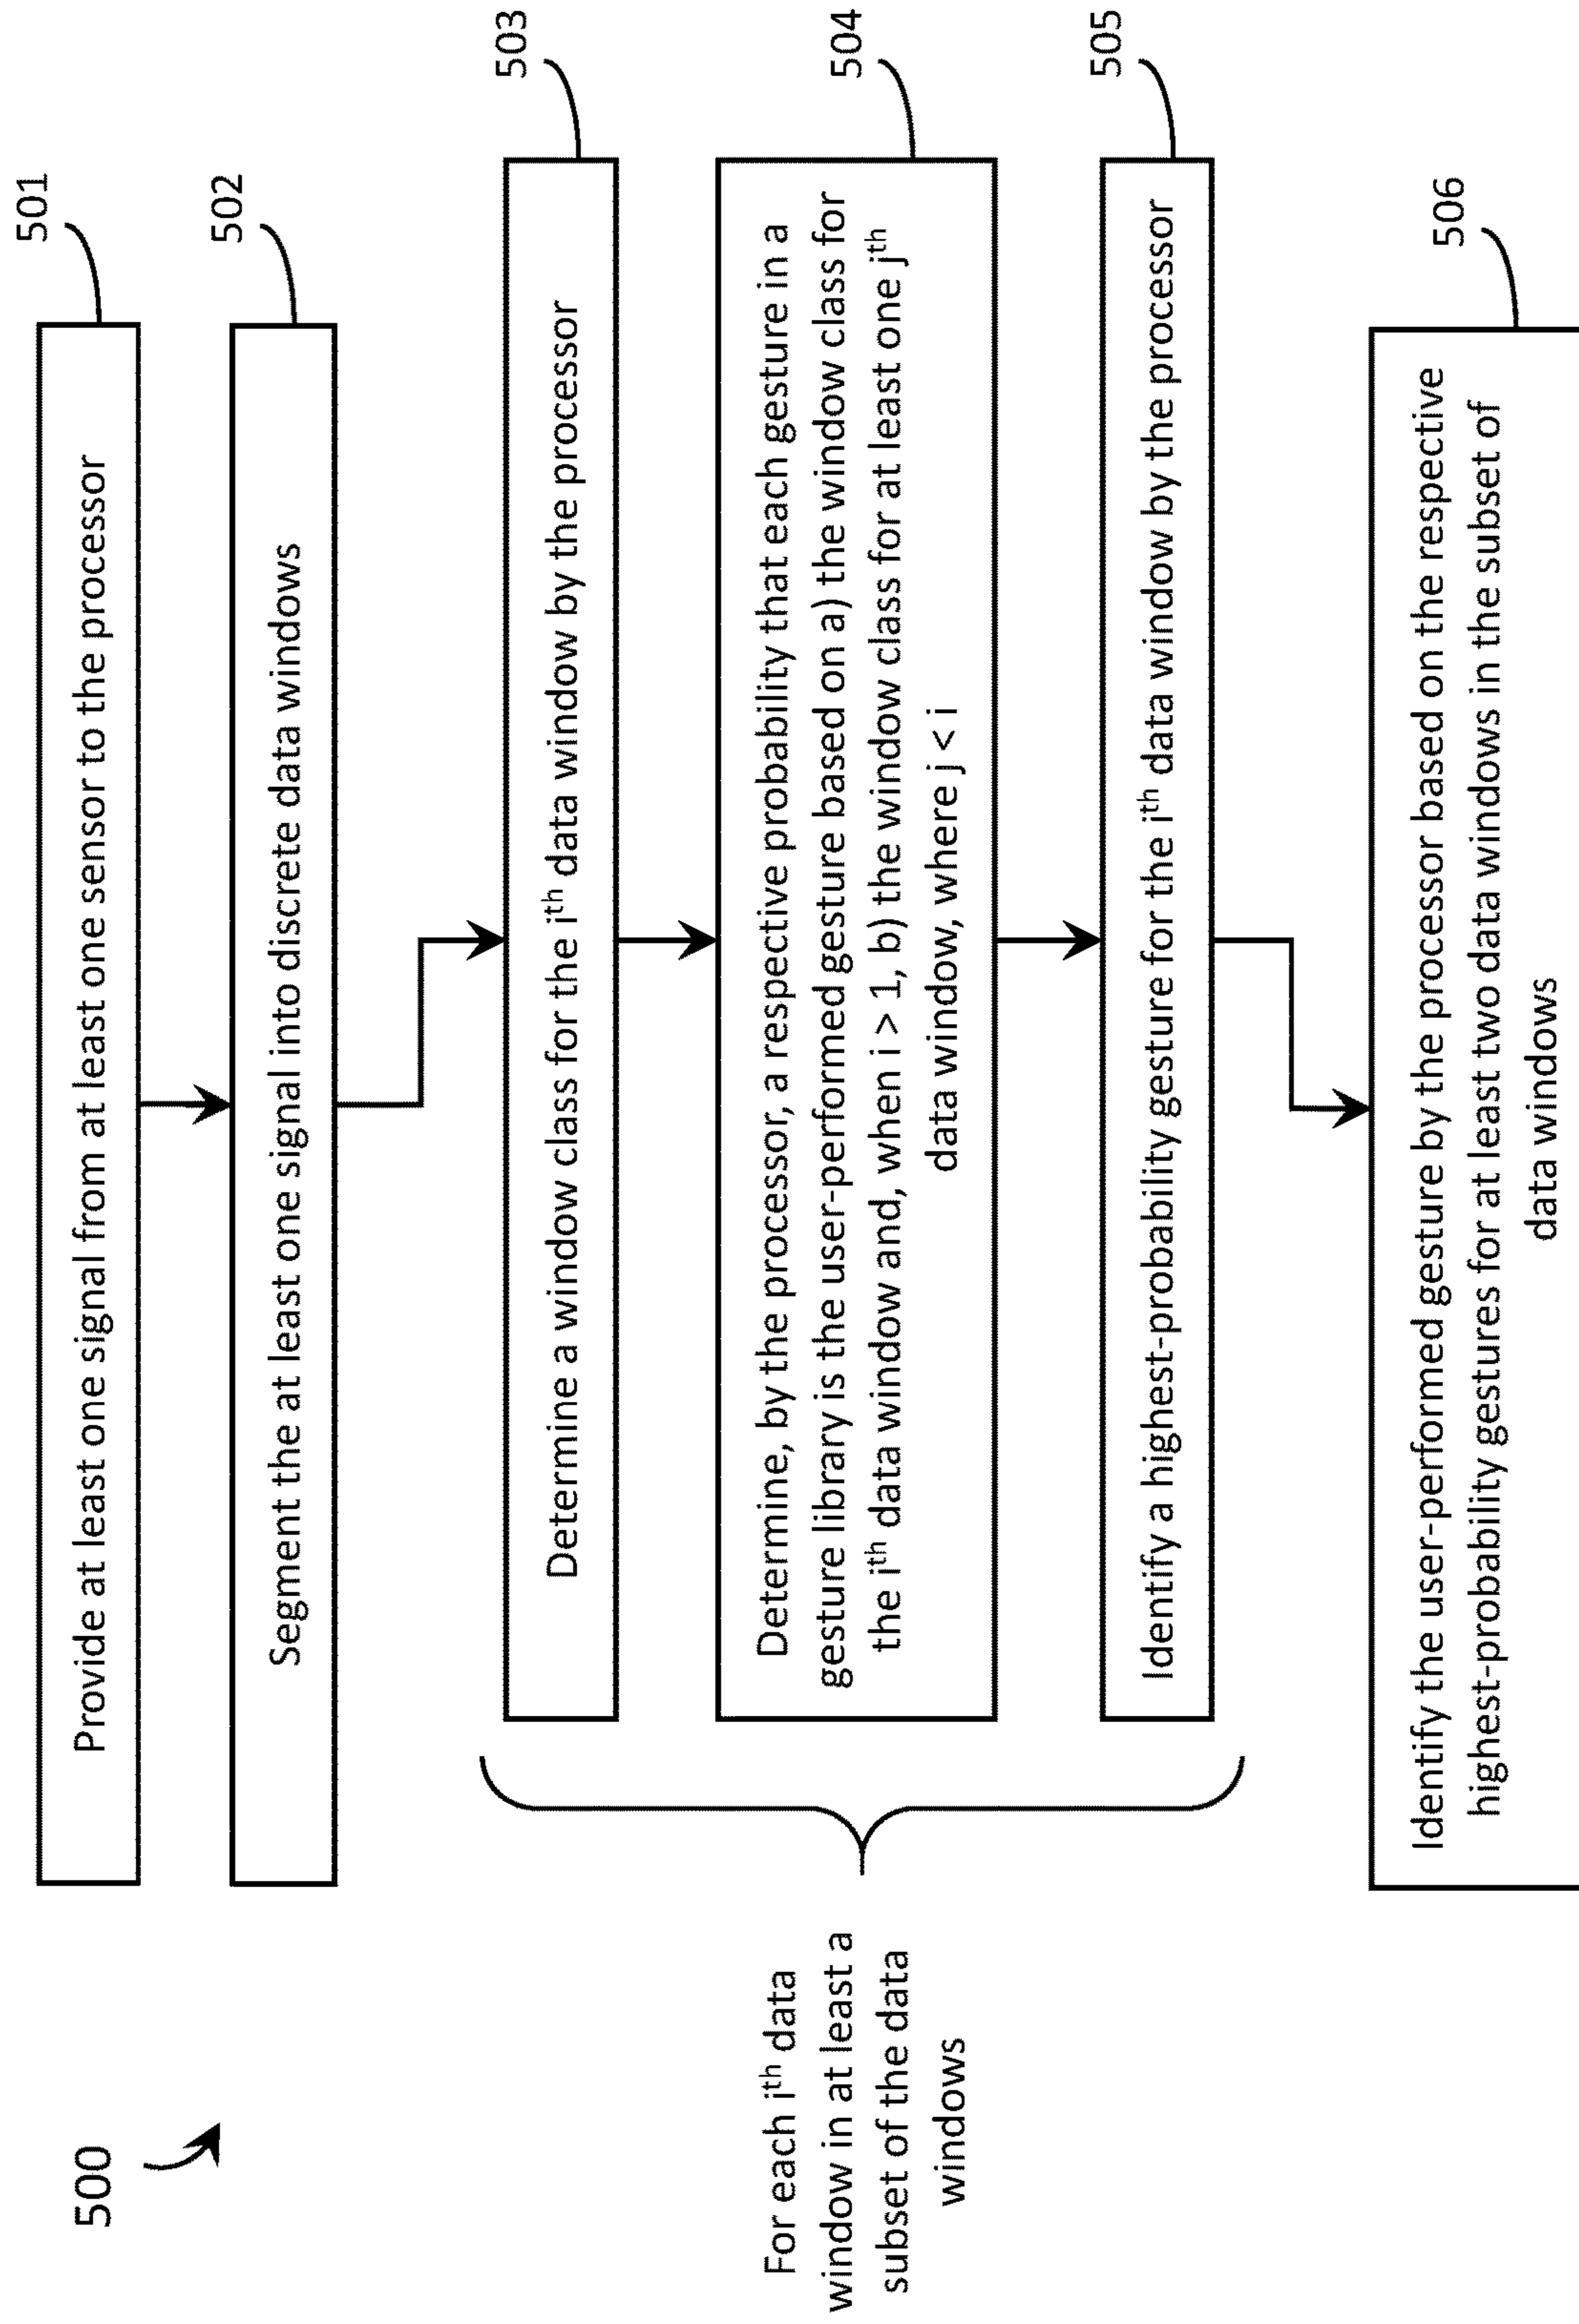 500
501
Provide at least one signal from at least one sensor to the processor
502
Segment the at least one signal into discrete data windows
For each iᵗʰ data
window in at least a
subset of the data
windows
503
Determine a window class for the iᵗʰ data window by the processor
504
Determine, by the processor, a respective probability that each gesture in a
gesture library is the user-performed gesture based on a) the window class for
the iᵗʰ data window and, when i > 1, b) the window class for at least one jᵗʰ
data window, where j < i
505
Identify a highest-probability gesture for the iᵗʰ data window by the processor
506
Identify the user-performed gesture by the processor based on the respective
highest-probability gestures for at least two data windows in the subset of
data windows